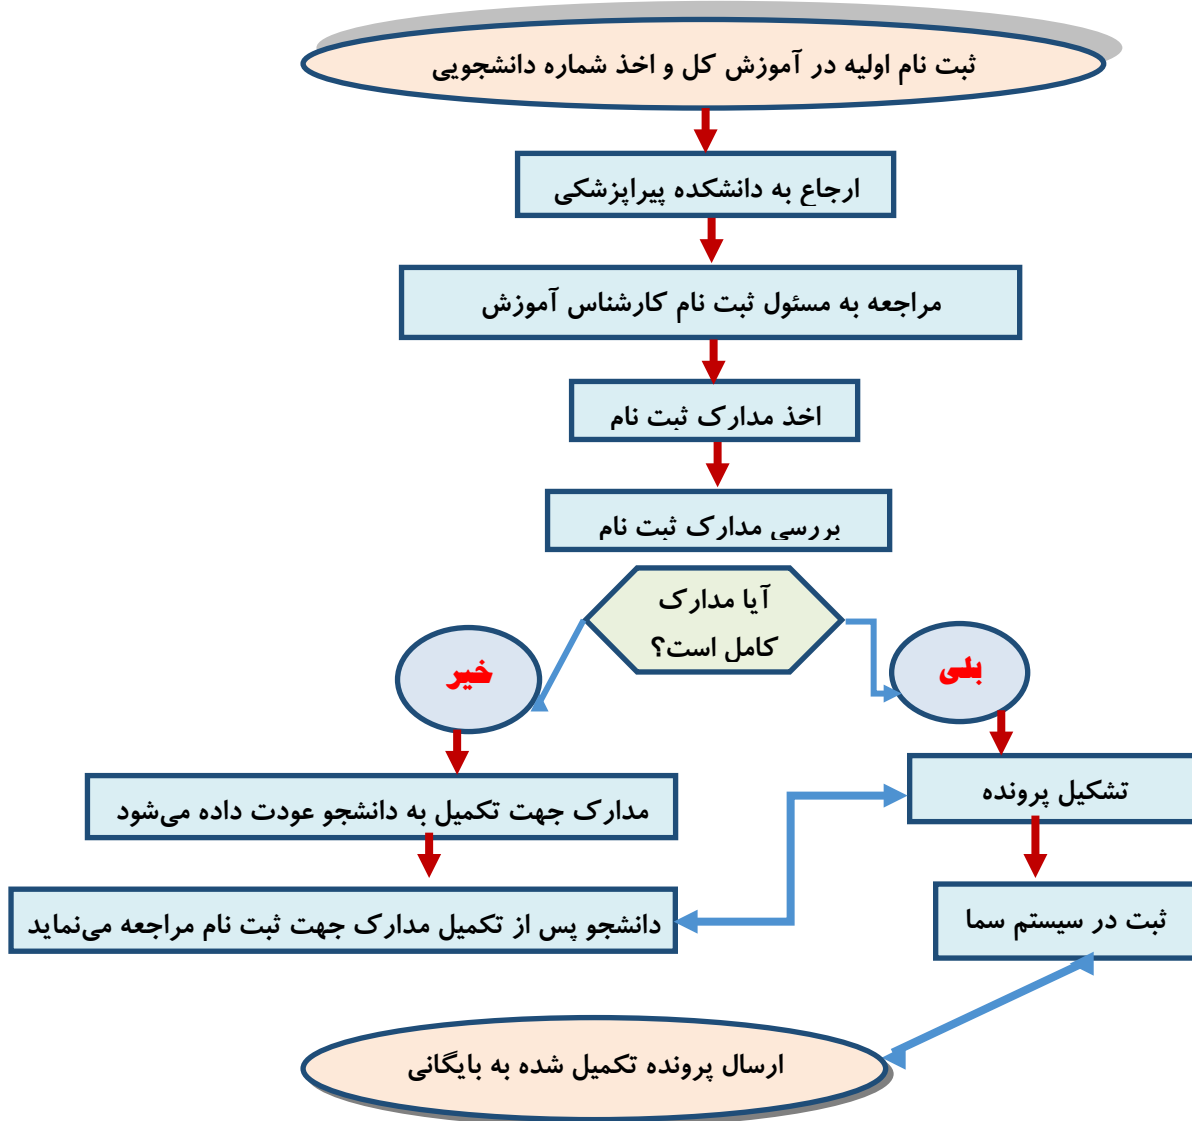 ثبت نام اولیه در آموزش کل و اخذ شماره دانشجویی
ارجاع به دانشکده پیراپزشکی
مراجعه به مسئول ثبت نام کارشناس آموزش
اخذ مدارک ثبت نام
بررسی مدارک ثبت نام
آیا مدارک
کامل است؟
بلی
خیر
تشکیل پرونده
مدارک جهت تکمیل به دانشجو عودت داده می‌شود
ثبت در سیستم سما
دانشجو پس از تکمیل مدارک جهت ثبت نام مراجعه می‌نماید
ارسال پرونده تکمیل شده به بایگانی